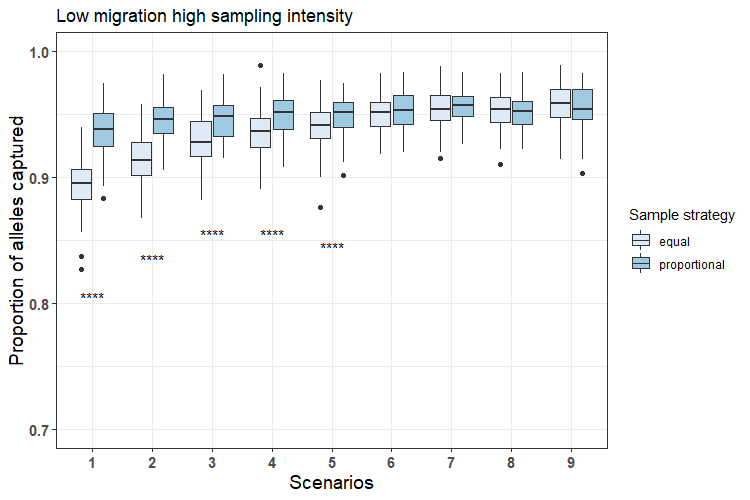 Low migration high sampling intensity
Proportion of alleles captured
1.0
0.9
0.8
0.7
****
****
****
****
****
1 2 3 4 5 6 7 8 9
Scenarios
Sample strategy
equal
proportional